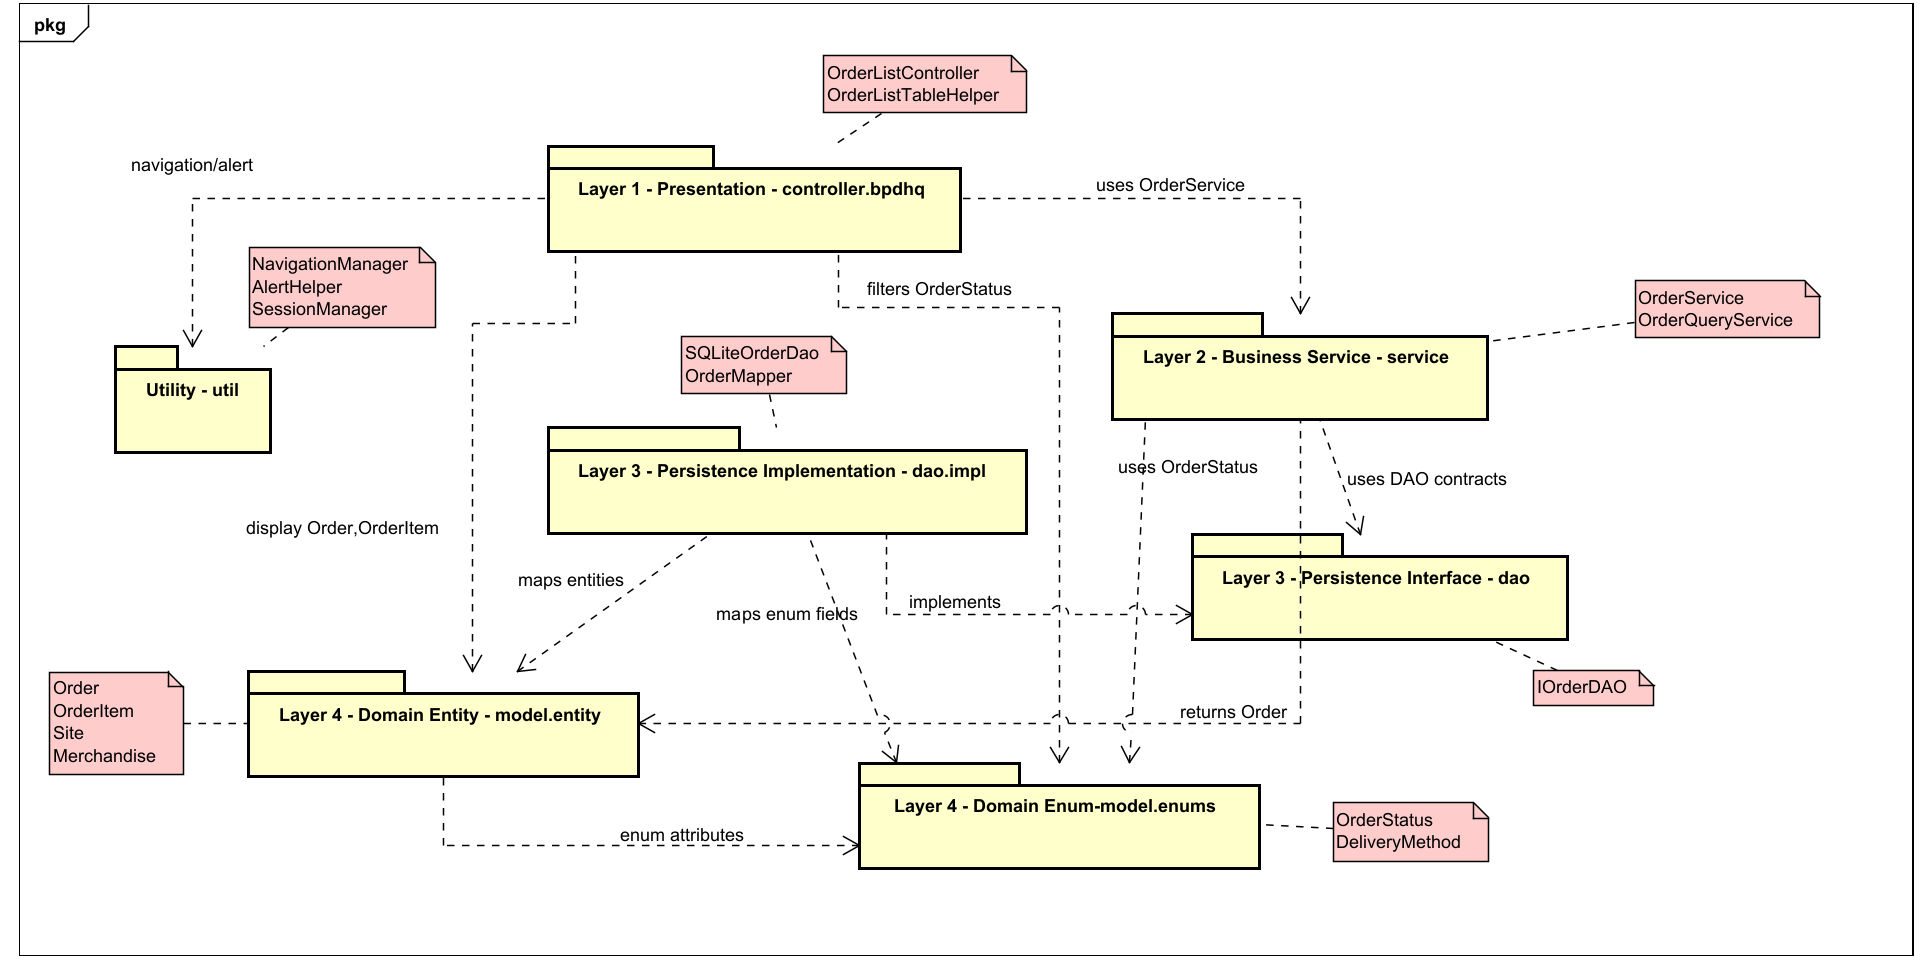 pkg
OrderListController
OrderListTableHelper
navigation/alert
Layer 1 - Presentation - controller.bpdhq
uses OrderService
NavigationManager
AlertHelper
SessionManager
filters OrderStatus
OrderService
OrderQueryService
SQLiteOrderDao
OrderMapper
Layer 2 - Business Service - service
Utility - util
Layer 3 - Persistence Implementation - dao.impl
uses OrderStatus
uses DAO contracts
display Order,OrderItem
maps entities
Layer 3 - Persistence Interface - dao
maps enum fields
implements
Order
OrderItem
Site
Merchandise
IOrderDAO
Layer 4 - Domain Entity - model.entity
returns Order
Layer 4 - Domain Enum-model.enums
enum attributes
OrderStatus
DeliveryMethod